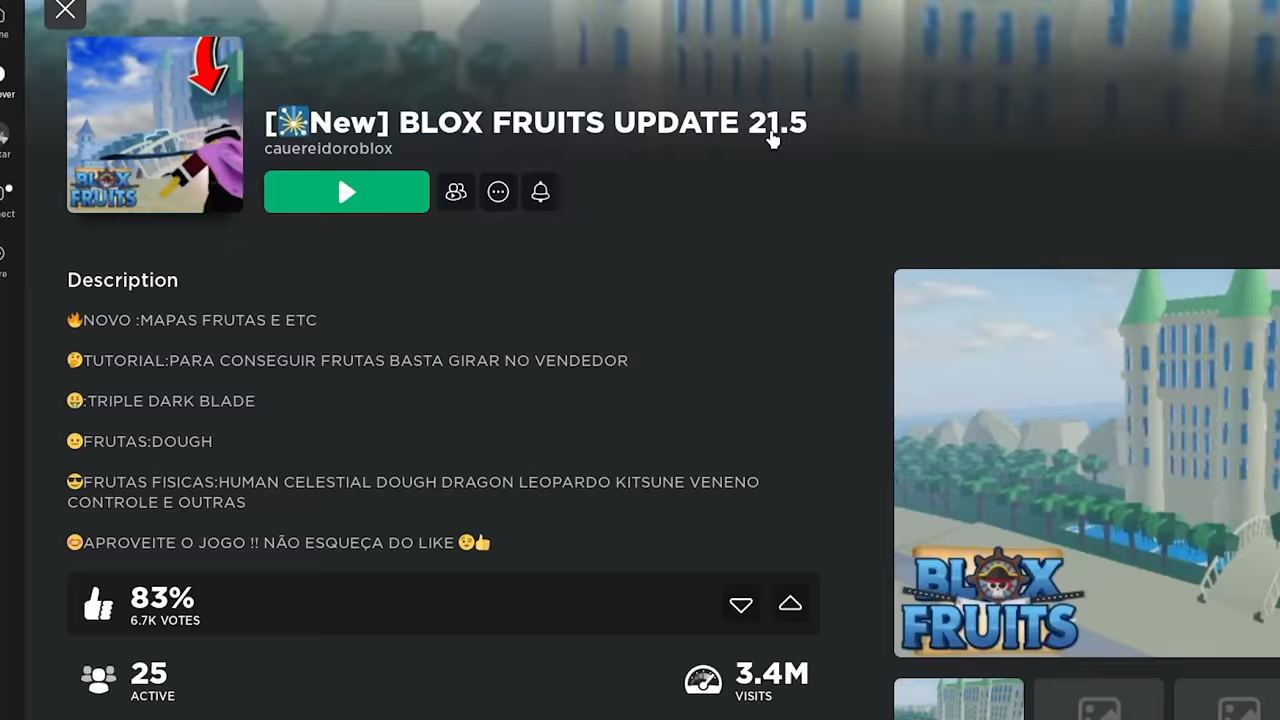 [New] BLOX FRUITS UPDATE 21.5
cauereidoroblox
BLOX
FRUITS
Description
🔥NOVO :MAPAS FRUTAS E ETC
🤔TUTORIAL:PARA CONSEGUIR FRUTAS BASTA GIRAR NO VENDEDOR
🤑:TRIPLE DARK BLADE
😐FRUTAS:DOUGH
😎FRUTAS FISICAS:HUMAN CELESTIAL DOUGH DRAGON LEOPARDO KITSUNE VENENO
CONTROLE E OUTRAS
😊APROVEITE O JOGO !! NÃO ESQUEÇA DO LIKE 😉👍
83%
6.7K VOTES
25
ACTIVE
3.4M
VISITS
BLOX
FRUITS